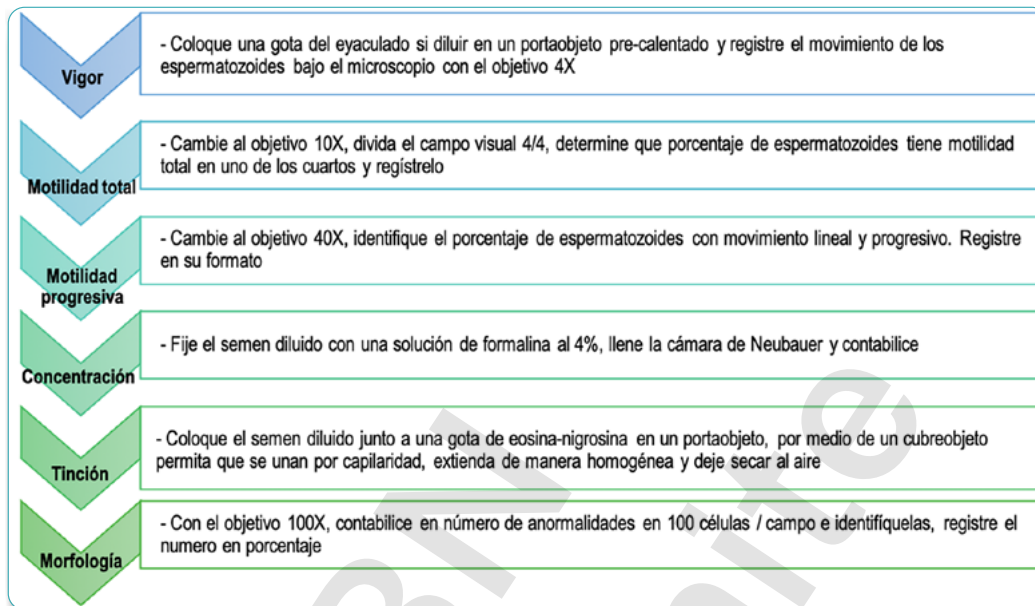 - Coloque una gota del eyaculado si diluir en un portaobjeto pre-calentado y registre el movimiento de los
espermatozoides bajo el microscopio con el objetivo 4X
Vigor
- Cambie al objetivo 10X, divida el campo visual 4/4, determine que porcentaje de espermatozoides tiene motilidad
total en uno de los cuartos y regístrelo
Motilidad total
- Cambie al objetivo 40X, identifique el porcentaje de espermatozoides con movimiento lineal y progresivo. Registre
en su formato
Motilidad
progresiva
- Fije el semen diluido con una solución de formalina al 4%, llene la cámara de Neubauer y contabilice
Concentración
- Coloque el semen diluido junto a una gota de eosina-nigrosina en un portaobjeto, por medio de un cubreobjeto
permita que se unan por capilaridad, extienda de manera homogénea y deje secar al aire
Tinción
- Con el objetivo 100X, contabilice en número de anormalidades en 100 células / campo e identifíquelas, registre el
numero en porcentaje
Morfología